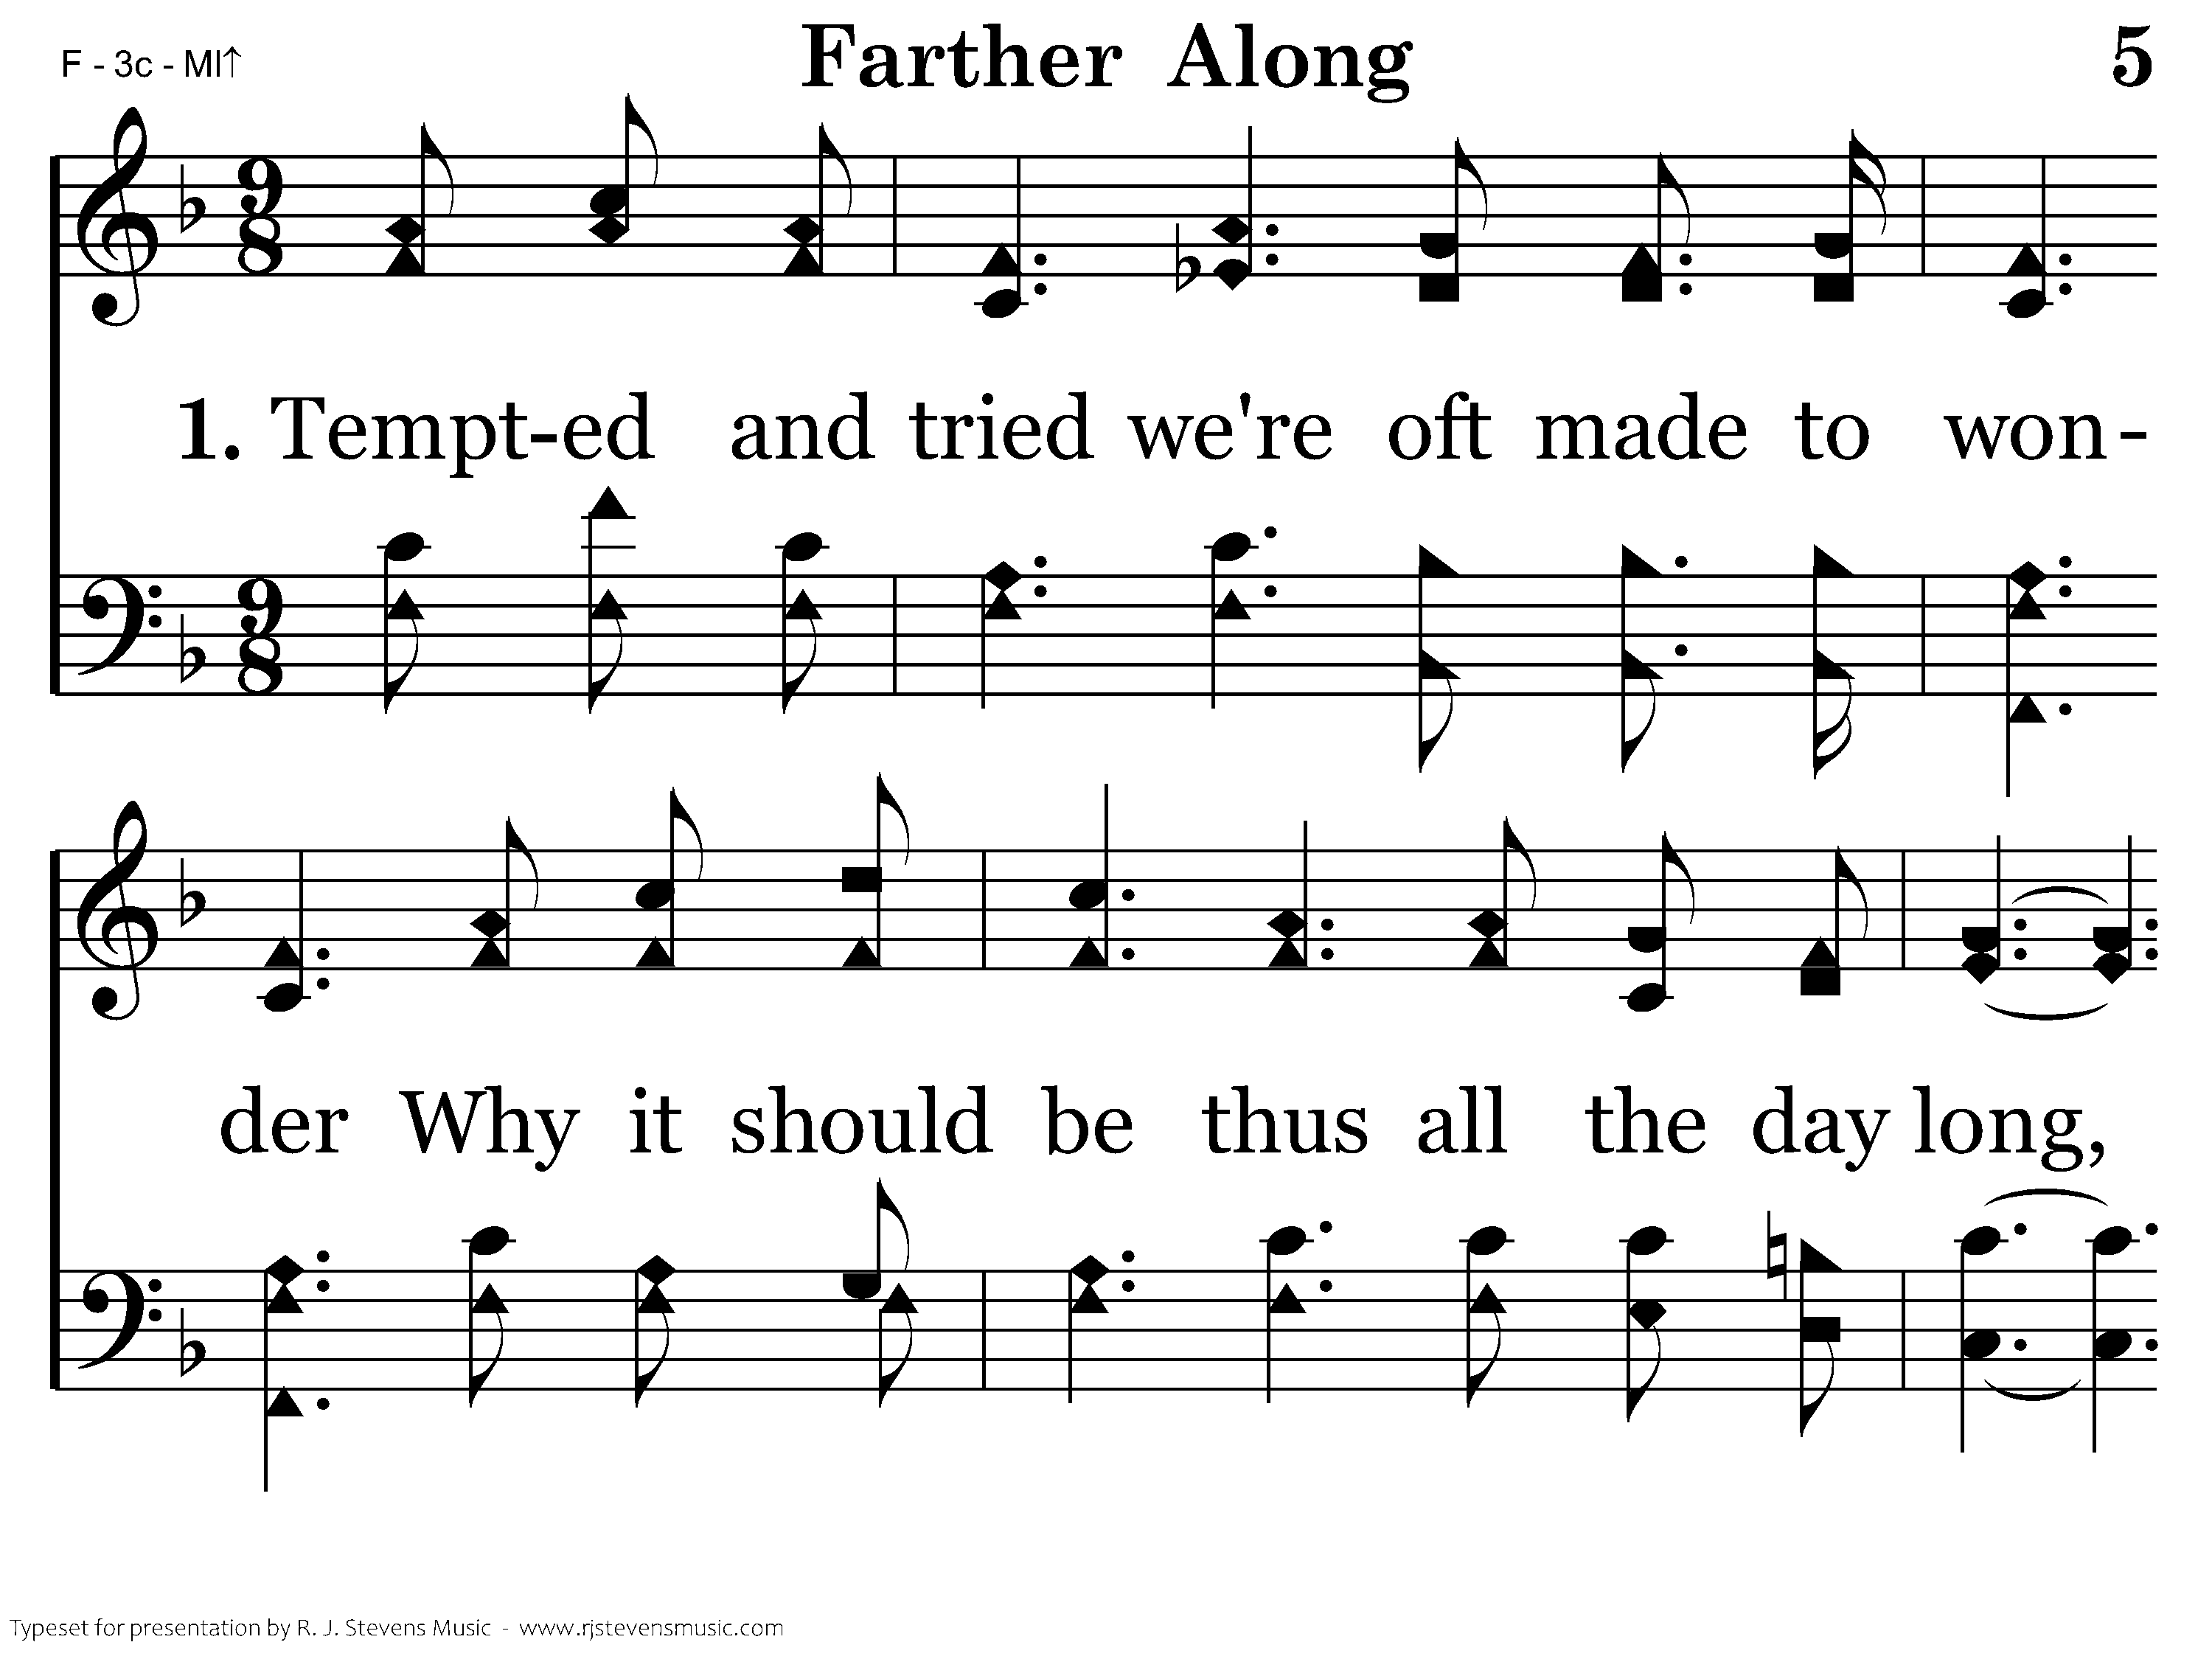 F - 3c - MI↑
Farther Along
5
1. Tempt-ed and tried we're oft made to won-
der Why it should be thus all the day long,
Typeset for presentation by R. J. Stevens Music - www.rjstevensmusic.com